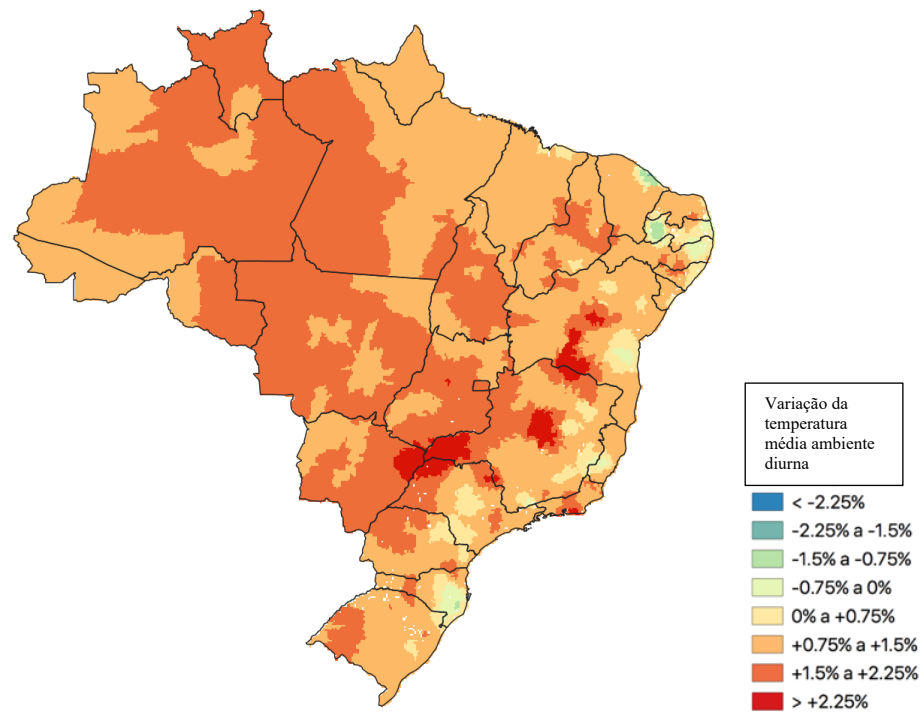 Variação da
temperatura
média ambiente
diurna
< -2.25%
-2.25% a -1.5%
-1.5% a -0.75%
-0.75% a 0%
0% a +0.75%
+0.75% a +1.5%
+1.5% a +2.25%
> +2.25%